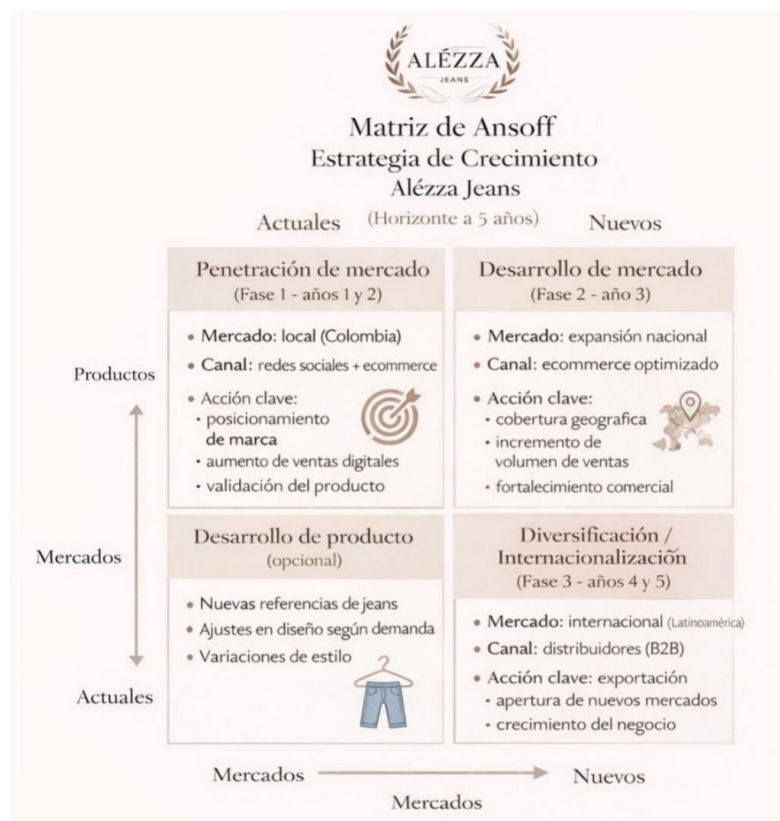 ALÉZZA
JEANS
Matriz de Ansoff
Estrategia de Crecimiento
Alézza Jeans
Actuales (Horizonte a 5 años) Nuevos
Penetración de mercado
(Fase 1 - años 1 y 2)
• Mercado: local (Colombia)
• Canal: redes sociales + ecommerce
• Acción clave:
• posicionamiento
de marca
• aumento de ventas digitales
• validación del producto
Desarrollo de mercado
(Fase 2 - año 3)
• Mercado: expansión nacional
• Canal: ecommerce optimizado
• Acción clave:
• cobertura geografica
• incremento de
volumen de ventas
• fortalecimiento comercial
Productos
Mercados
Actuales
Desarrollo de producto
(opcional)
• Nuevas referencias de jeans
• Ajustes en diseño según demanda
• Variaciones de estilo
Diversificación /
Internacionalización
(Fase 3 - años 4 y 5)
• Mercado: internacional (Latinoamérica)
• Canal: distribuidores (B2B)
• Acción clave: exportación
• apertura de nuevos mercados
• crecimiento del negocio
Mercados Nuevos
Mercados